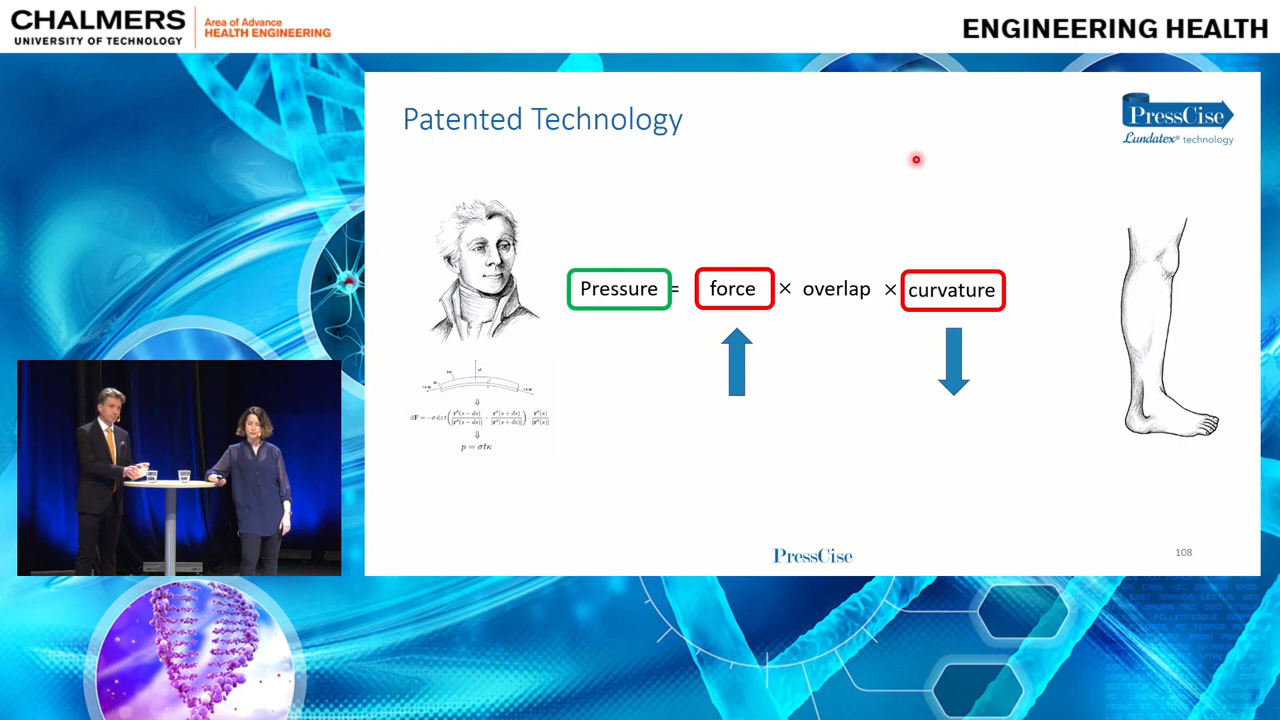 CHALMERS
UNIVERSITY OF TECHNOLOGY
Area of Advance
HEALTH ENGINEERING
ENGINEERING HEALTH
Patented Technology
PressCise
Lundatex® technology
Pressure = force × overlap × curvature
p = σtκ
PressCise
108